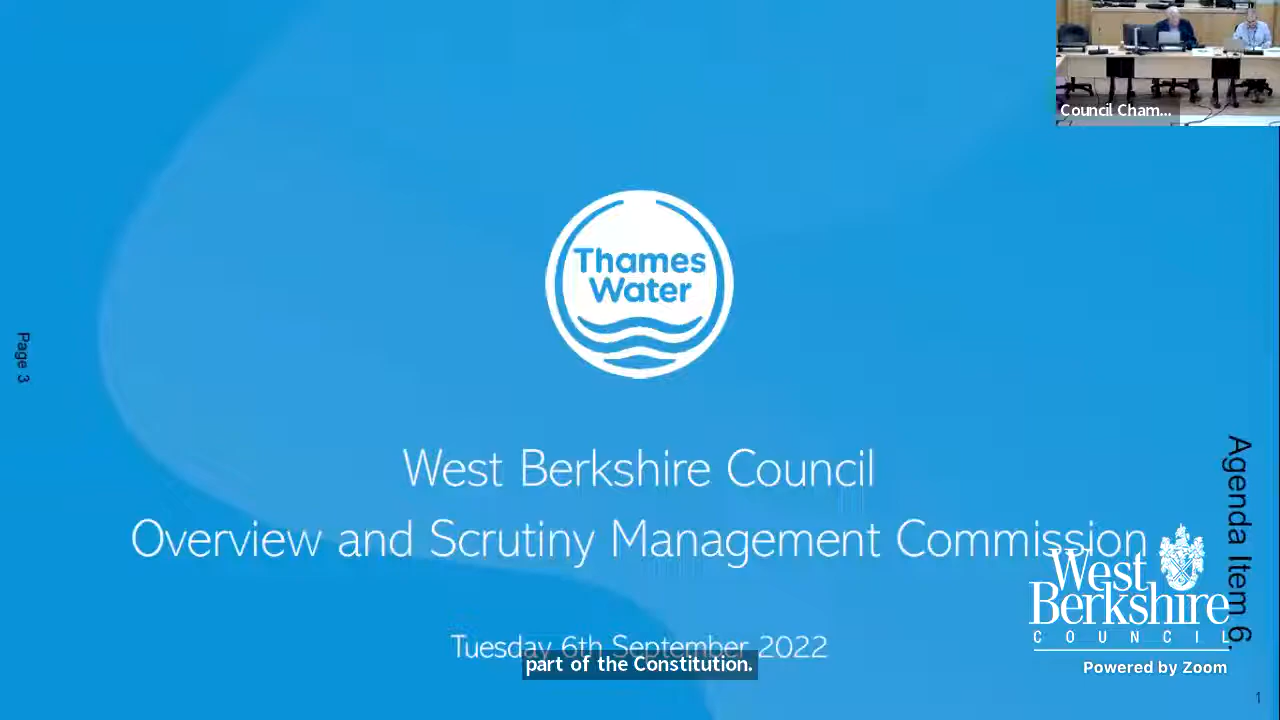 Council Cham...
Thames
Water
Page 3
West Berkshire Council
Overview and Scrutiny Management Commission
Agenda Item 6.
Tuesday 6th September 2022
part of the Constitution.
West
Berkshire
COUNCIL
Powered by Zoom
1